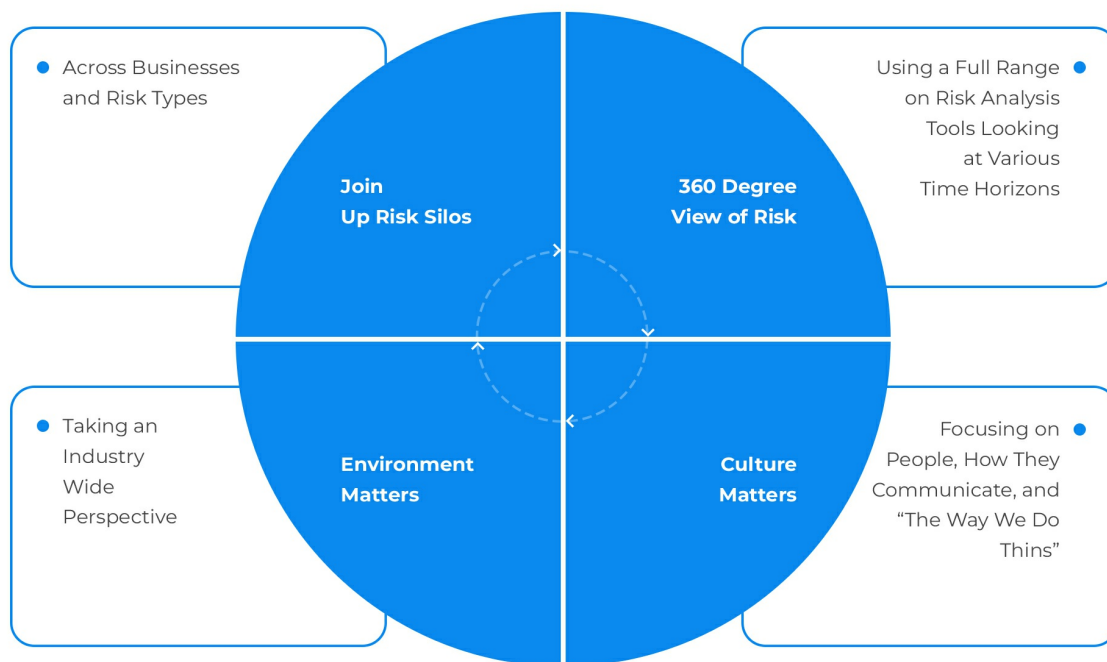 Across Businesses
and Risk Types
Join
Up Risk Silos
360 Degree
View of Risk
Using a Full Range
on Risk Analysis
Tools Looking
at Various
Time Horizons
Taking an
Industry
Wide
Perspective
Environment
Matters
Culture
Matters
Focusing on
People, How They
Communicate, and
“The Way We Do
Thins”